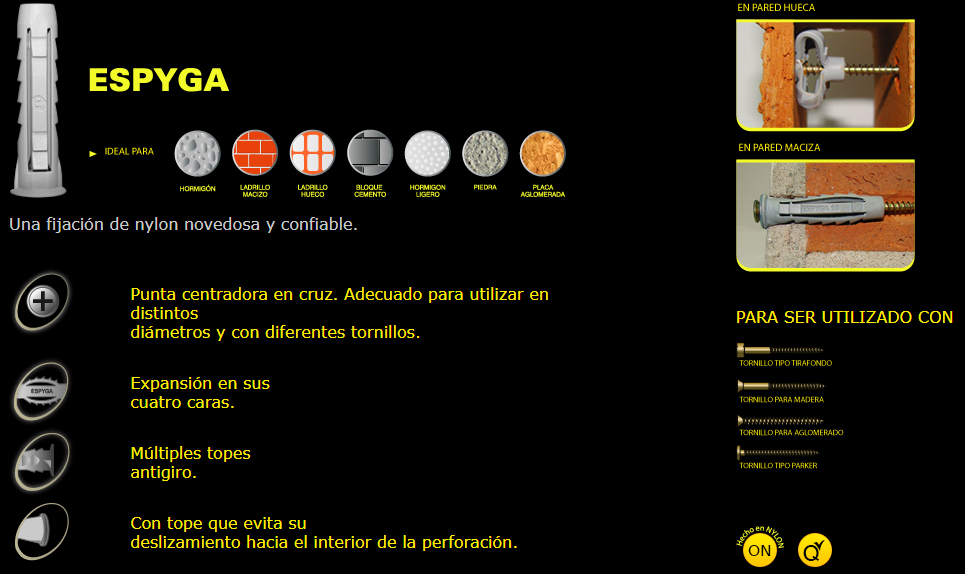 EN PARED HUECA
ESPYGA
IDEAL PARA
HORMIGÓN
LADRILLO
MACIZO
LADRILLO
HUECO
BLOQUE
CEMENTO
HORMIGON
LIGERO
PIEDRA
PLACA
AGLOMERADA
EN PARED MACIZA
Una fijación de nylon novedosa y confiable.
Punta centradora en cruz. Adecuado para utilizar en
distintos
diámetros y con diferentes tornillos.
ESPYGA
Expansión en sus
cuatro caras.
Múltiples topes
antigiro.
Con tope que evita su
deslizamiento hacia el interior de la perforación.
ESPYGA 10
PARA SER UTILIZADO CON
TORNILLO TIPO TIRAFONDO
TORNILLO PARA MADERA
TORNILLO PARA AGLOMERADO
TORNILLO TIPO PARKER
Hecho en NYLON
ON
Q